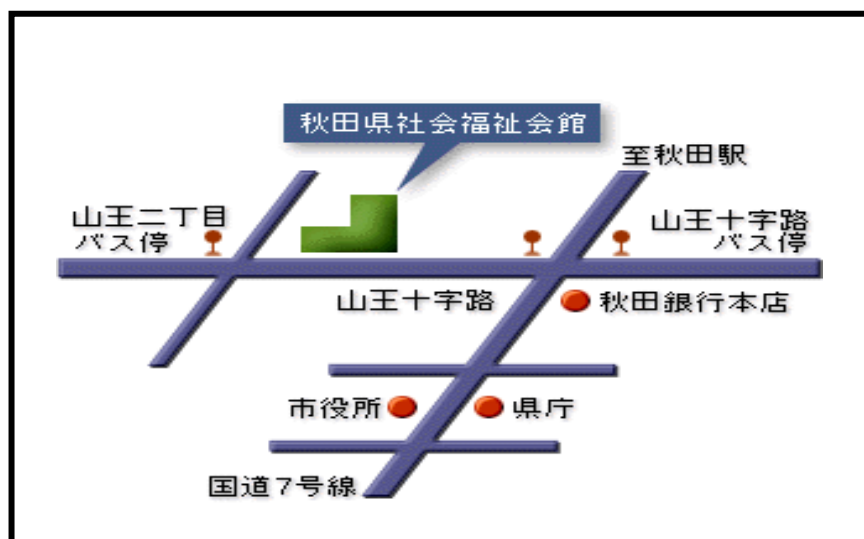 秋田県社会福祉会館
至秋田駅
山王二丁目
バス停
山王十字路
バス停
山王十字路
秋田銀行本店
市役所
県庁
国道7号線